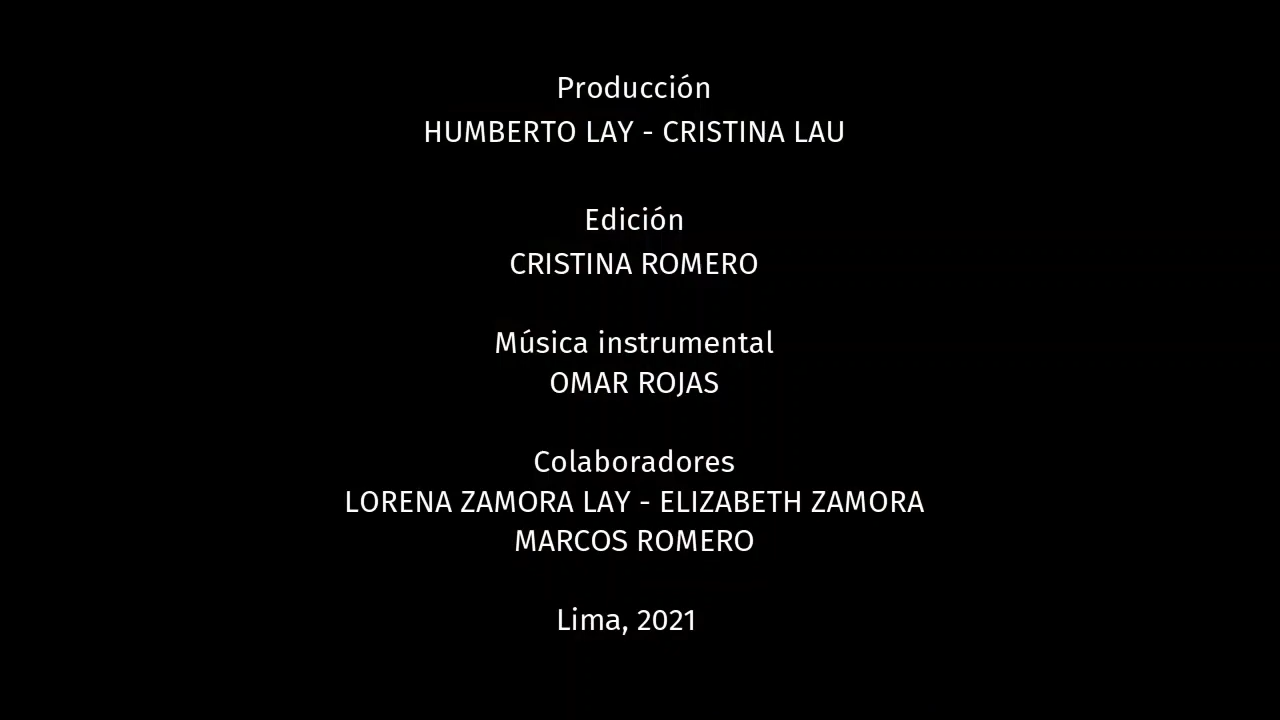 Producción
HUMBERTO LAY - CRISTINA LAU
Edición
CRISTINA ROMERO
Música instrumental
OMAR ROJAS
Colaboradores
LORENA ZAMORA LAY - ELIZABETH ZAMORA
MARCOS ROMERO
Lima, 2021